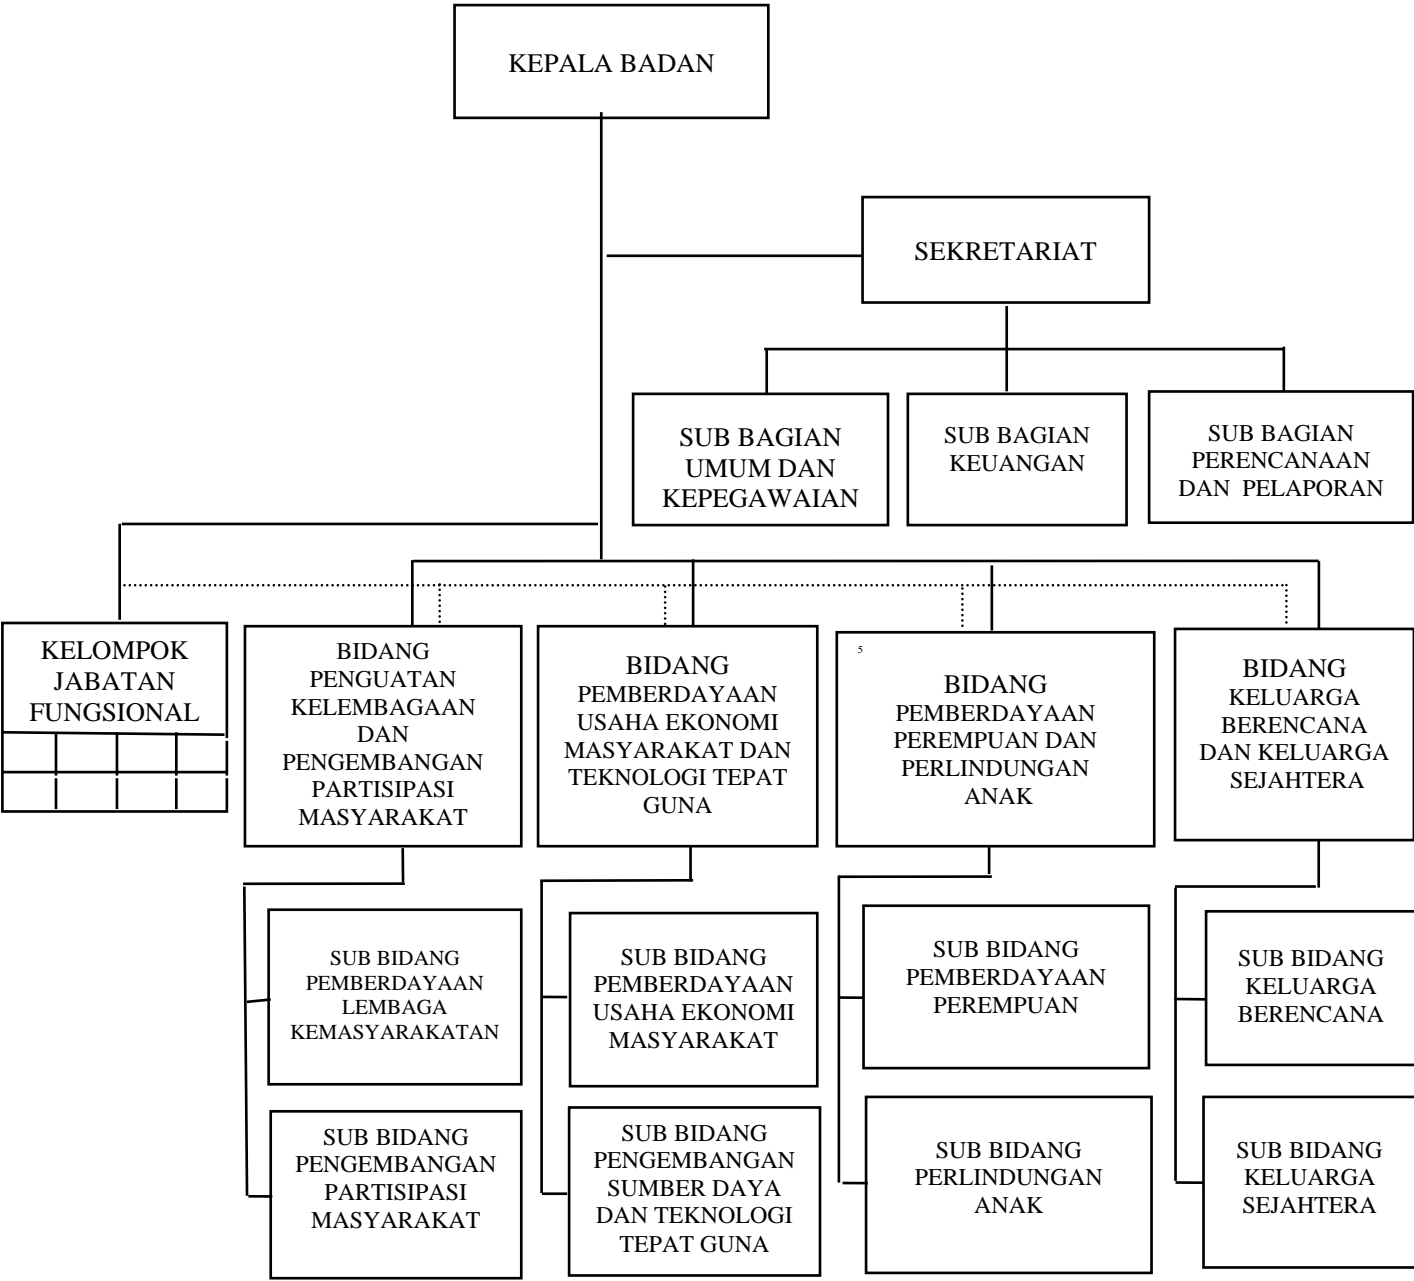 KEPALA BADAN
SEKRETARIAT
SUB BAGIAN
UMUM DAN
KEPEGAWAIAN
SUB BAGIAN
KEUANGAN
SUB BAGIAN
PERENCANAAN
DAN PELAPORAN
KELOMPOK
JABATAN
FUNGSIONAL
BIDANG
PENGUATAN
KELEMBAGAAN
DAN
PENGEMBANGAN
PARTISIPASI
MASYARAKAT
BIDANG
PEMBERDAYAAN
USAHA EKONOMI
MASYARAKAT DAN
TEKNOLOGI TEPAT
GUNA
5
BIDANG
PEMBERDAYAAN
PEREMPUAN DAN
PERLINDUNGAN
ANAK
BIDANG
KELUARGA
BERENCANA
DAN KELUARGA
SEJAHTERA
SUB BIDANG
PEMBERDAYAAN
LEMBAGA
KEMASYARAKATAN
SUB BIDANG
PEMBERDAYAAN
USAHA EKONOMI
MASYARAKAT
SUB BIDANG
PEMBERDAYAAN
PEREMPUAN
SUB BIDANG
KELUARGA
BERENCANA
SUB BIDANG
PENGEMBANGAN
PARTISIPASI
MASYARAKAT
SUB BIDANG
PENGEMBANGAN
SUMBER DAYA
DAN TEKNOLOGI
TEPAT GUNA
SUB BIDANG
PERLINDUNGAN
ANAK
SUB BIDANG
KELUARGA
SEJAHTERA